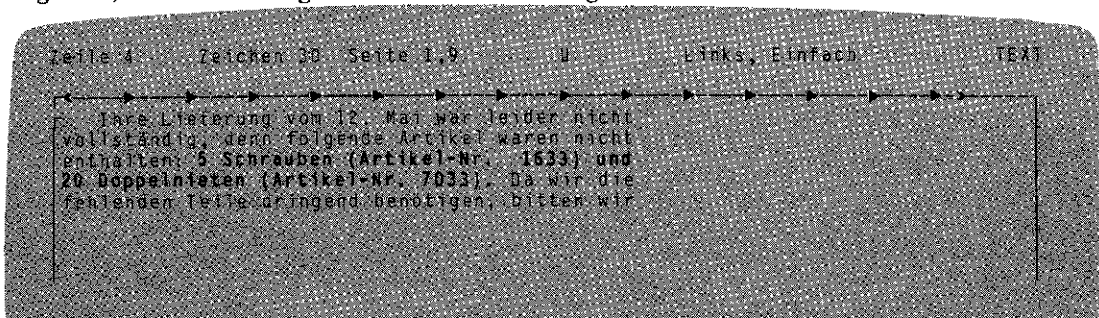 Zeile 4 Zeichen 30 Seite 1,9 U Links, Einfach TEXT
Ihre Lieferung vom 12. Mai war leider nicht
vollständig, denn folgende Artikel waren nicht
enthalten: 5 Schrauben (Artikel-Nr. 1633) und
20 Doppelnieten (Artikel-Nr. 7033). Da wir die
fehlenden Teile dringend benötigen, bitten wir